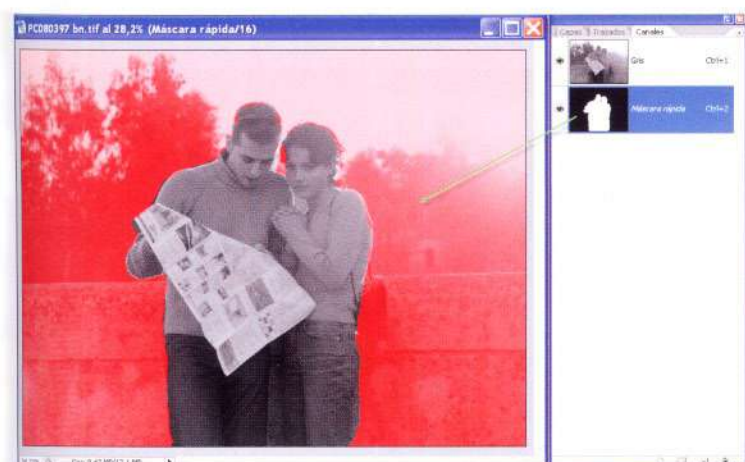 PC080397 bn.tif al 28,2% (Máscara rápida/16)
Capas Trazados Canales
Gris Ctrl+1
Máscara rápida Ctrl+2